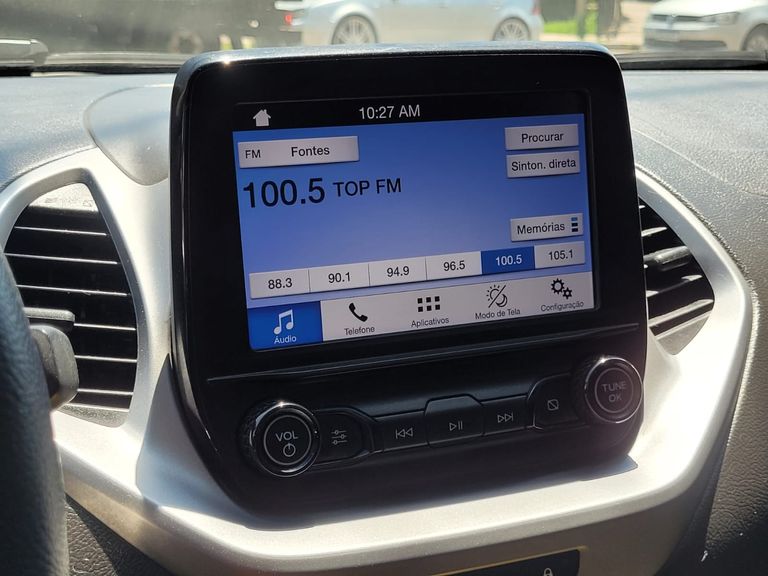 10:27 AM
FM Fontes
Procurar
Sinton. direta
100.5 TOP FM
Memórias
88.3 90.1 94.9 96.5 100.5 105.1
Áudio Telefone Aplicativos Modo de Tela Configuração
VOL
TUNE
OK